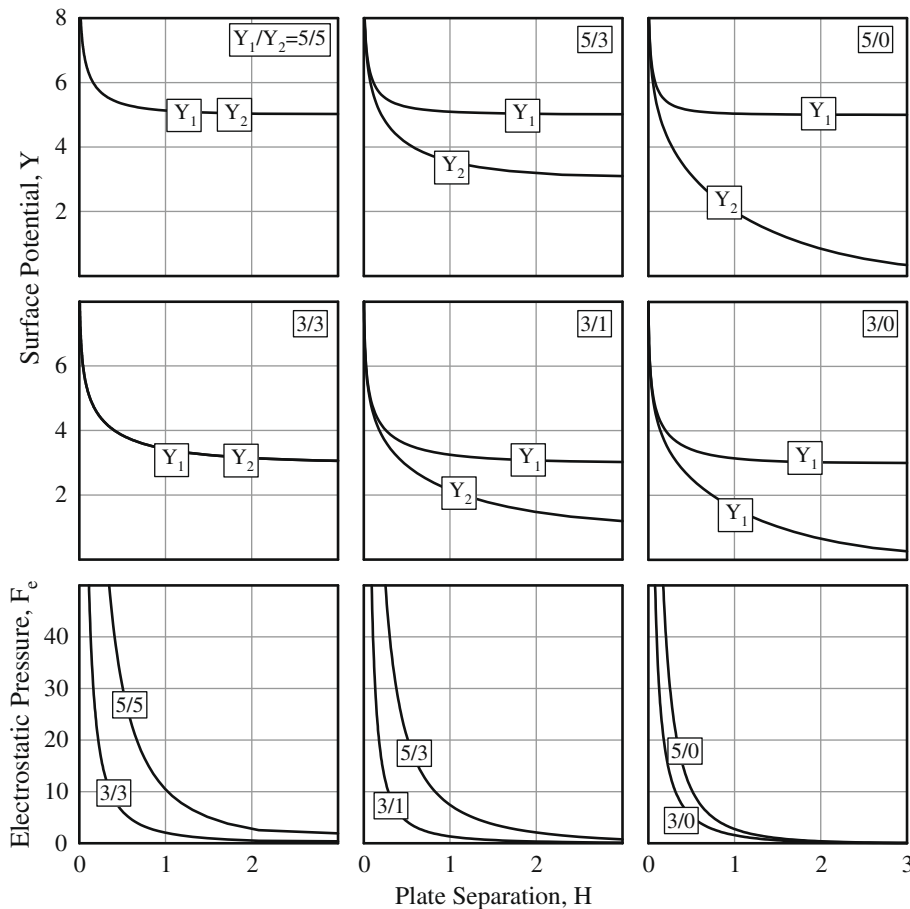 Surface Potential, Y
8
6
4
2
Y₁/Y₂=5/5
Y₁
Y₂
5/3
Y₁
Y₂
5/0
Y₁
Y₂
6
4
2
3/3
Y₁
Y₂
3/1
Y₁
Y₂
3/0
Y₁
Y₁
Electrostatic Pressure, Fₑ
40
30
20
10
0
5/5
3/3
5/3
3/1
5/0
3/0
0
1
2
0
1
2
0
1
2
3
Plate Separation, H